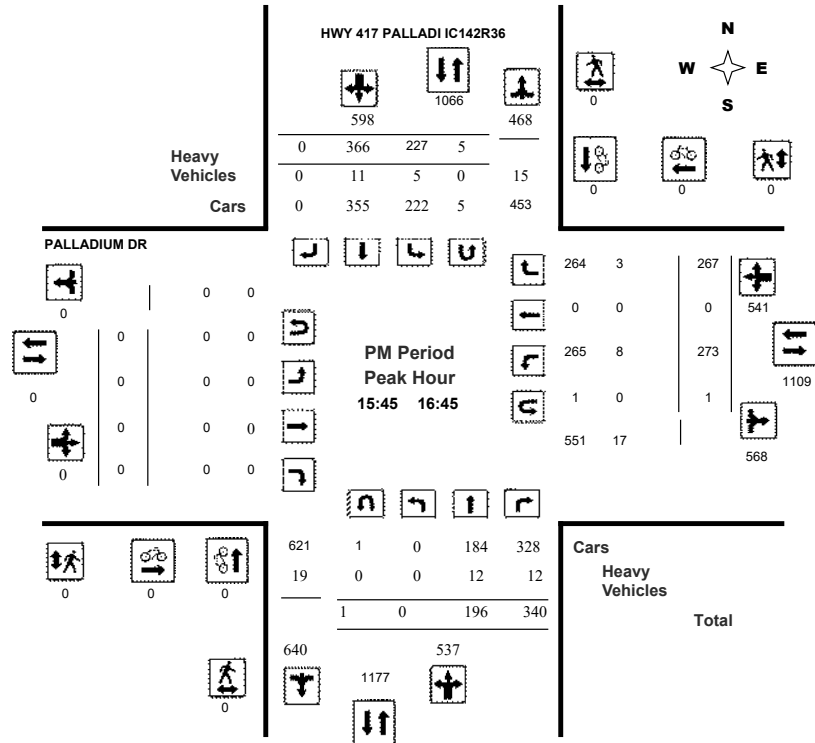 HWY 417 PALLADI IC142R36
N
W E
S
1066
0
598 468
0 366 227 5
Heavy
Vehicles
0 11 5 0 15
Cars
0 355 222 5 453
0 0 0
PALLADIUM DR
0 0 0
264 3 267
0 0 0 541
0 0 0
265 8 273
1109
0 0 0
0
1 0 1
0 0 0
551 17
568
0
0 0 0
PM Period
Peak Hour
15:45 16:45
621 1 0 184 328 Cars
19 0 0 12 12 Heavy
Vehicles
0 0 0
1 0 196 340 Total
640 537
1177
0